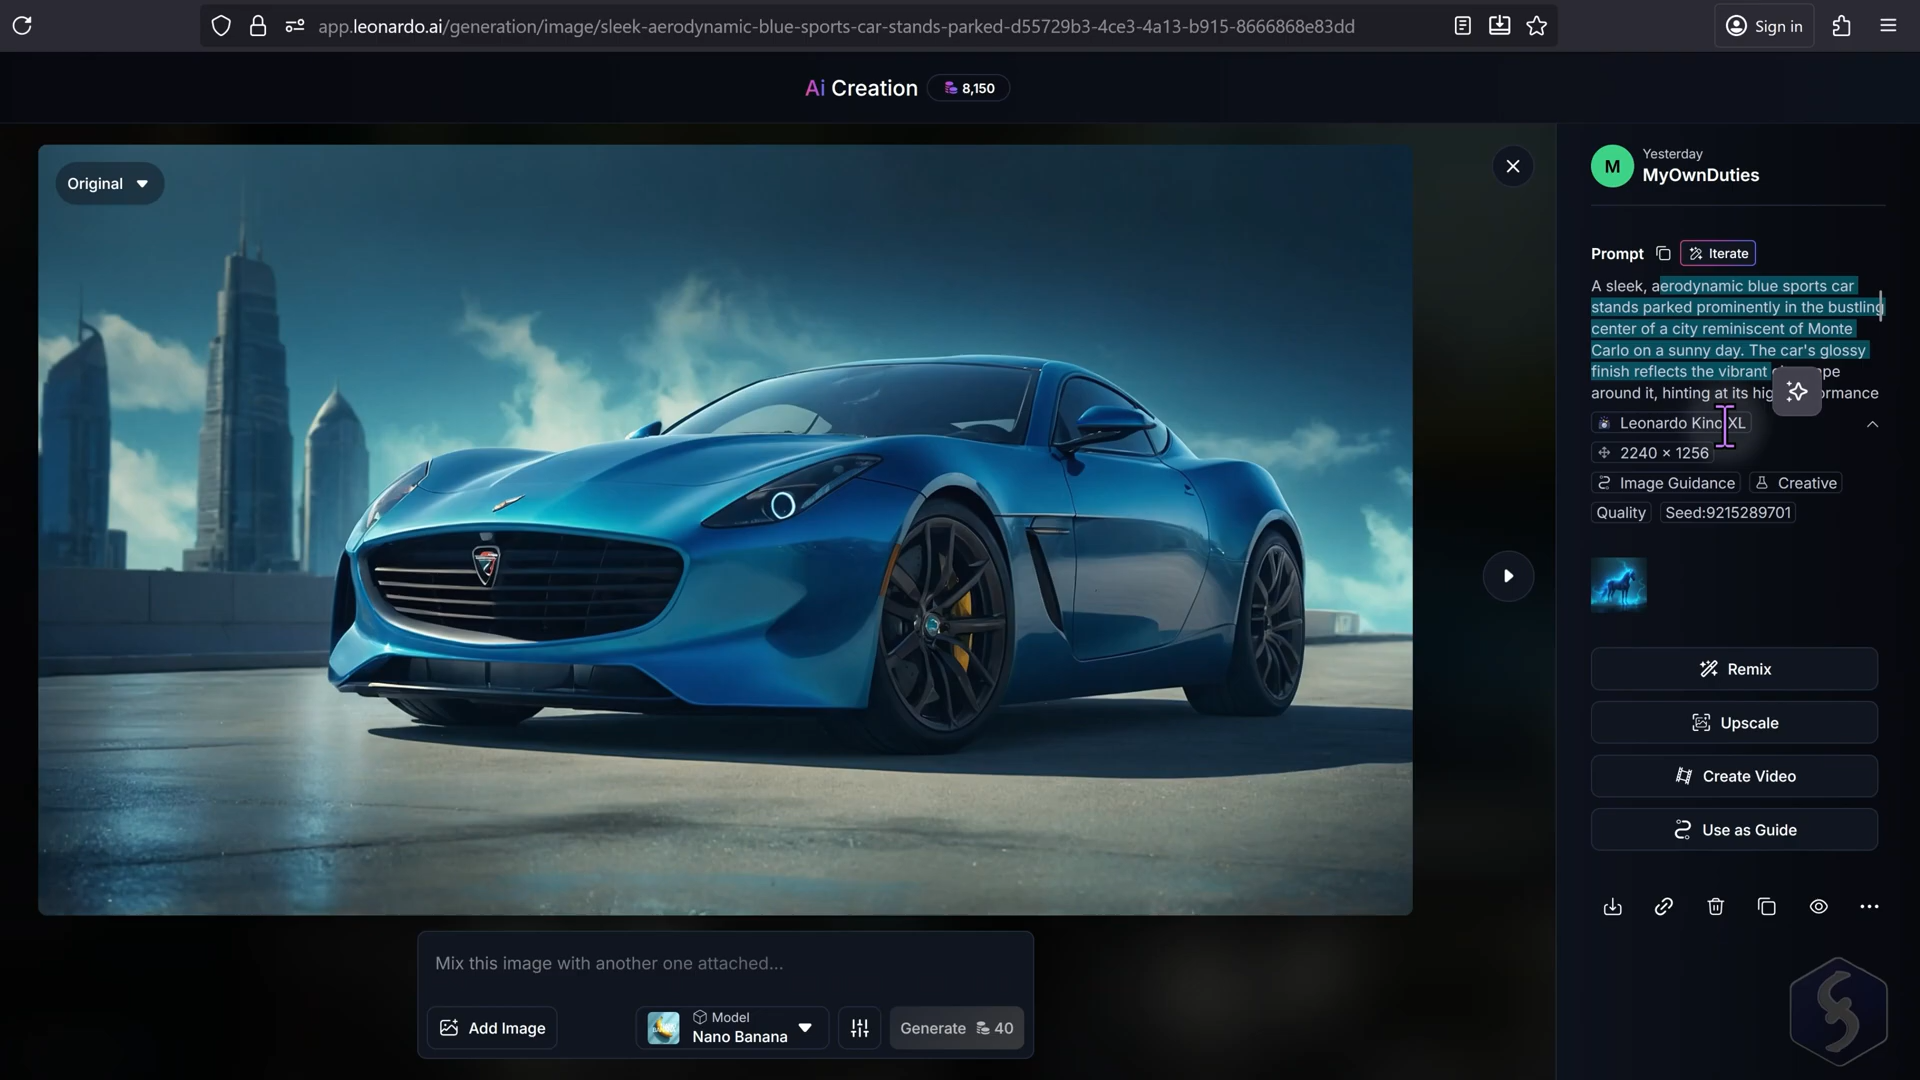 app.leonardo.ai/generation/image/sleek-aerodynamic-blue-sports-car-stands-parked-d55729b3-4ce3-4a13-b915-8666868e83dd
Sign in
Ai Creation
8,150
Original
M
Yesterday
MyOwnDuties
Prompt
Iterate
A sleek, aerodynamic blue sports car
stands parked prominently in the bustling
center of a city reminiscent of Monte
Carlo on a sunny day. The car's glossy
finish reflects the vibrant
around it, hinting at its
Leonardo Kino XL
2240 × 1256
Image Guidance
Creative
Quality
Seed:9215289701
Remix
Upscale
Create Video
Use as Guide
Mix this image with another one attached...
Add Image
Model
Nano Banana
Generate
40